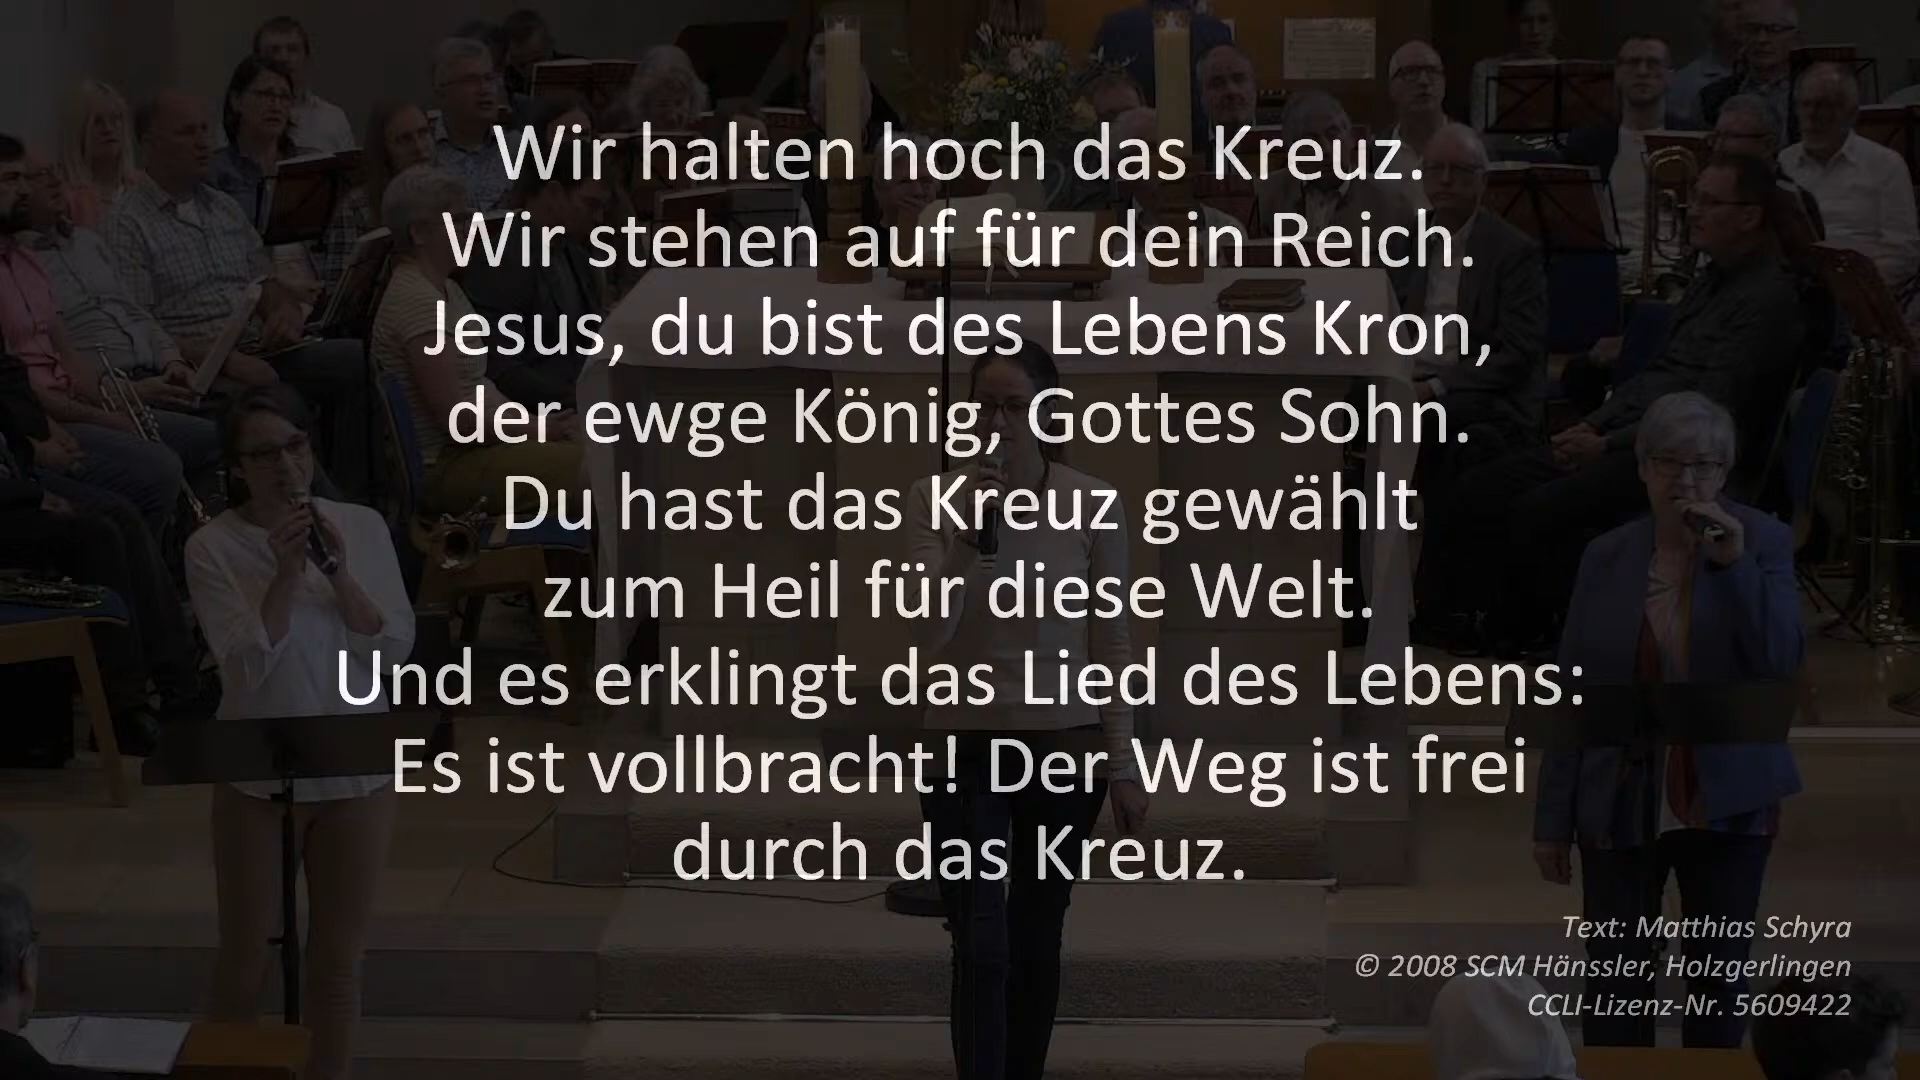 Wir halten hoch das Kreuz.
Wir stehen auf für dein Reich.
Jesus, du bist des Lebens Kron,
der ewge König, Gottes Sohn.
Du hast das Kreuz gewählt
zum Heil für diese Welt.
Und es erklingt das Lied des Lebens:
Es ist vollbracht! Der Weg ist frei
durch das Kreuz.
Text: Matthias Schyra
© 2008 SCM Hänssler, Holzgerlingen
CCLI-Lizenz-Nr. 5609422